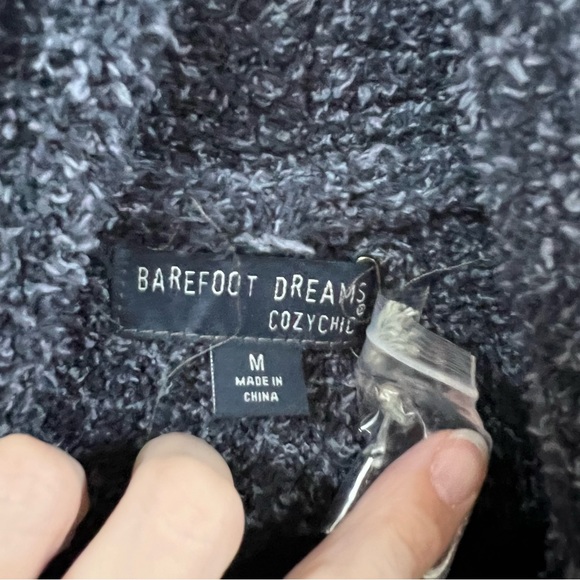 BAREFOOT DREAMS®
COZYCHIC
M
MADE IN
CHINA